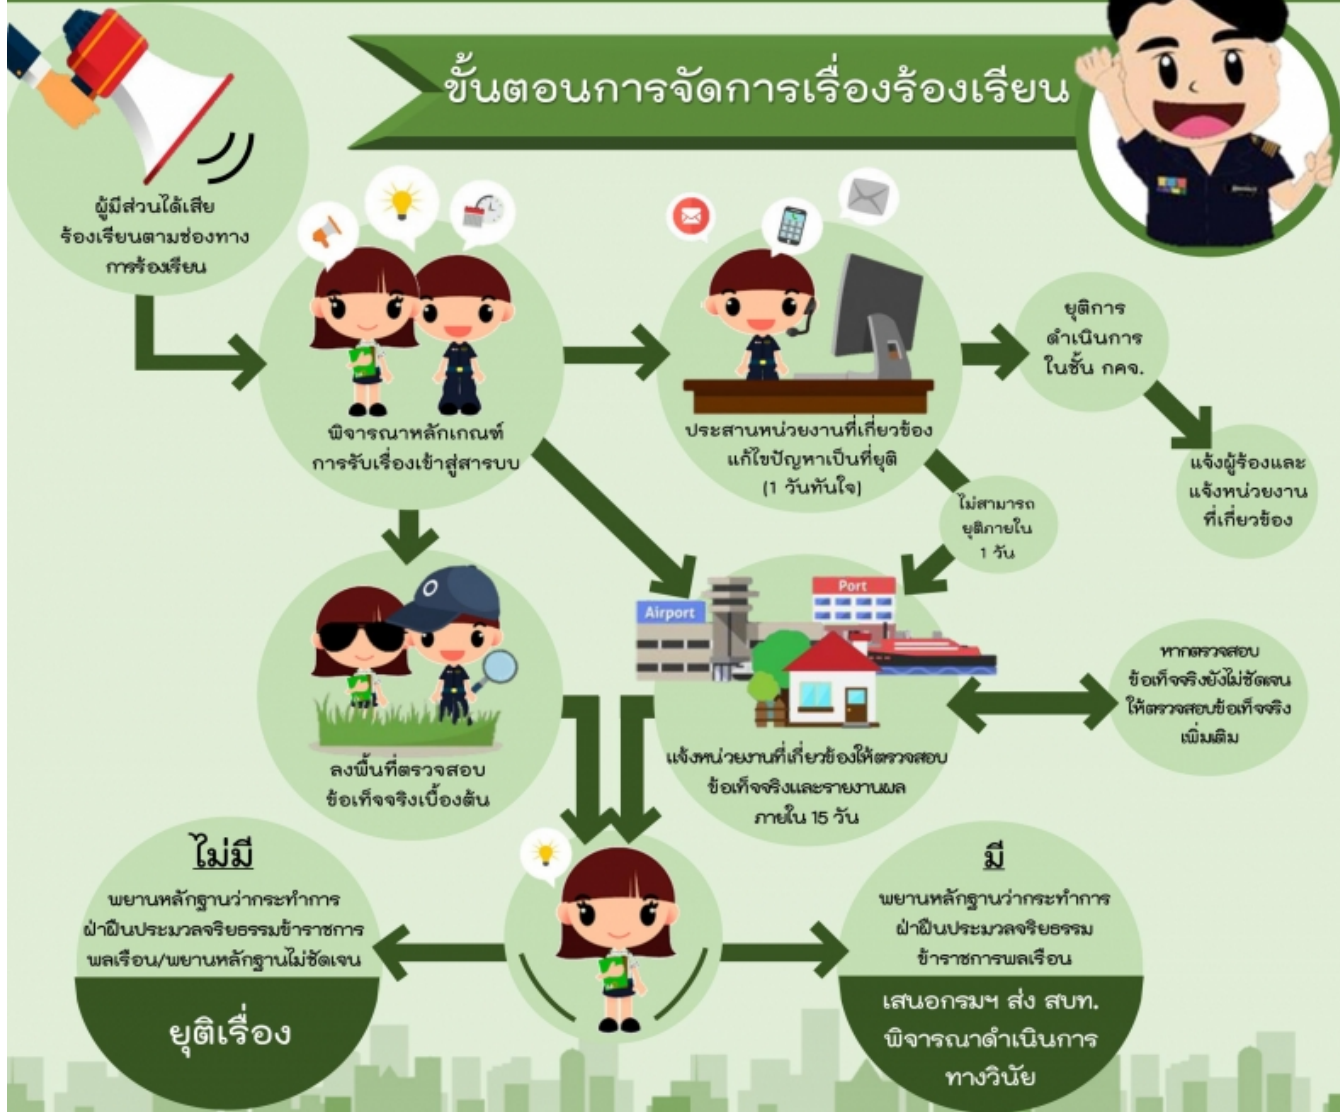 ขั้นตอนการจัดการเรื่องร้องเรียน
ผู้มีส่วนได้เสีย
ร้องเรียนตามช่องทาง
การร้องเรียน
พิจารณาหลักเกณฑ์
การรับเรื่องเข้าสู่สารบบ
ประสานหน่วยงานที่เกี่ยวข้อง
แก้ไขปัญหาเป็นที่ยุติ
(1 วันทันใจ)
ยุติการ
ดำเนินการ
ในชั้น กคจ.
แจ้งผู้ร้องและ
แจ้งหน่วยงาน
ที่เกี่ยวข้อง
ไม่สามารถ
ยุติภายใน
1 วัน
ลงพื้นที่ตรวจสอบ
ข้อเท็จจริงเบื้องต้น
Airport
Port
แจ้งหน่วยงานที่เกี่ยวข้องให้ตรวจสอบ
ข้อเท็จจริงและรายงานผล
ภายใน 15 วัน
หากตรวจสอบ
ข้อเท็จจริงยังไม่ชัดเจน
ให้ตรวจสอบข้อเท็จจริง
เพิ่มเติม
ไม่มี
พยานหลักฐานว่ากระทำการ
ฝ่าฝืนประมวลจริยธรรมข้าราชการ
พลเรือน/พยานหลักฐานไม่ชัดเจน
ยุติเรื่อง
มี
พยานหลักฐานว่ากระทำการ
ฝ่าฝืนประมวลจริยธรรม
ข้าราชการพลเรือน
เสนอกรมฯ ส่ง สบท.
พิจารณาดำเนินการ
ทางวินัย